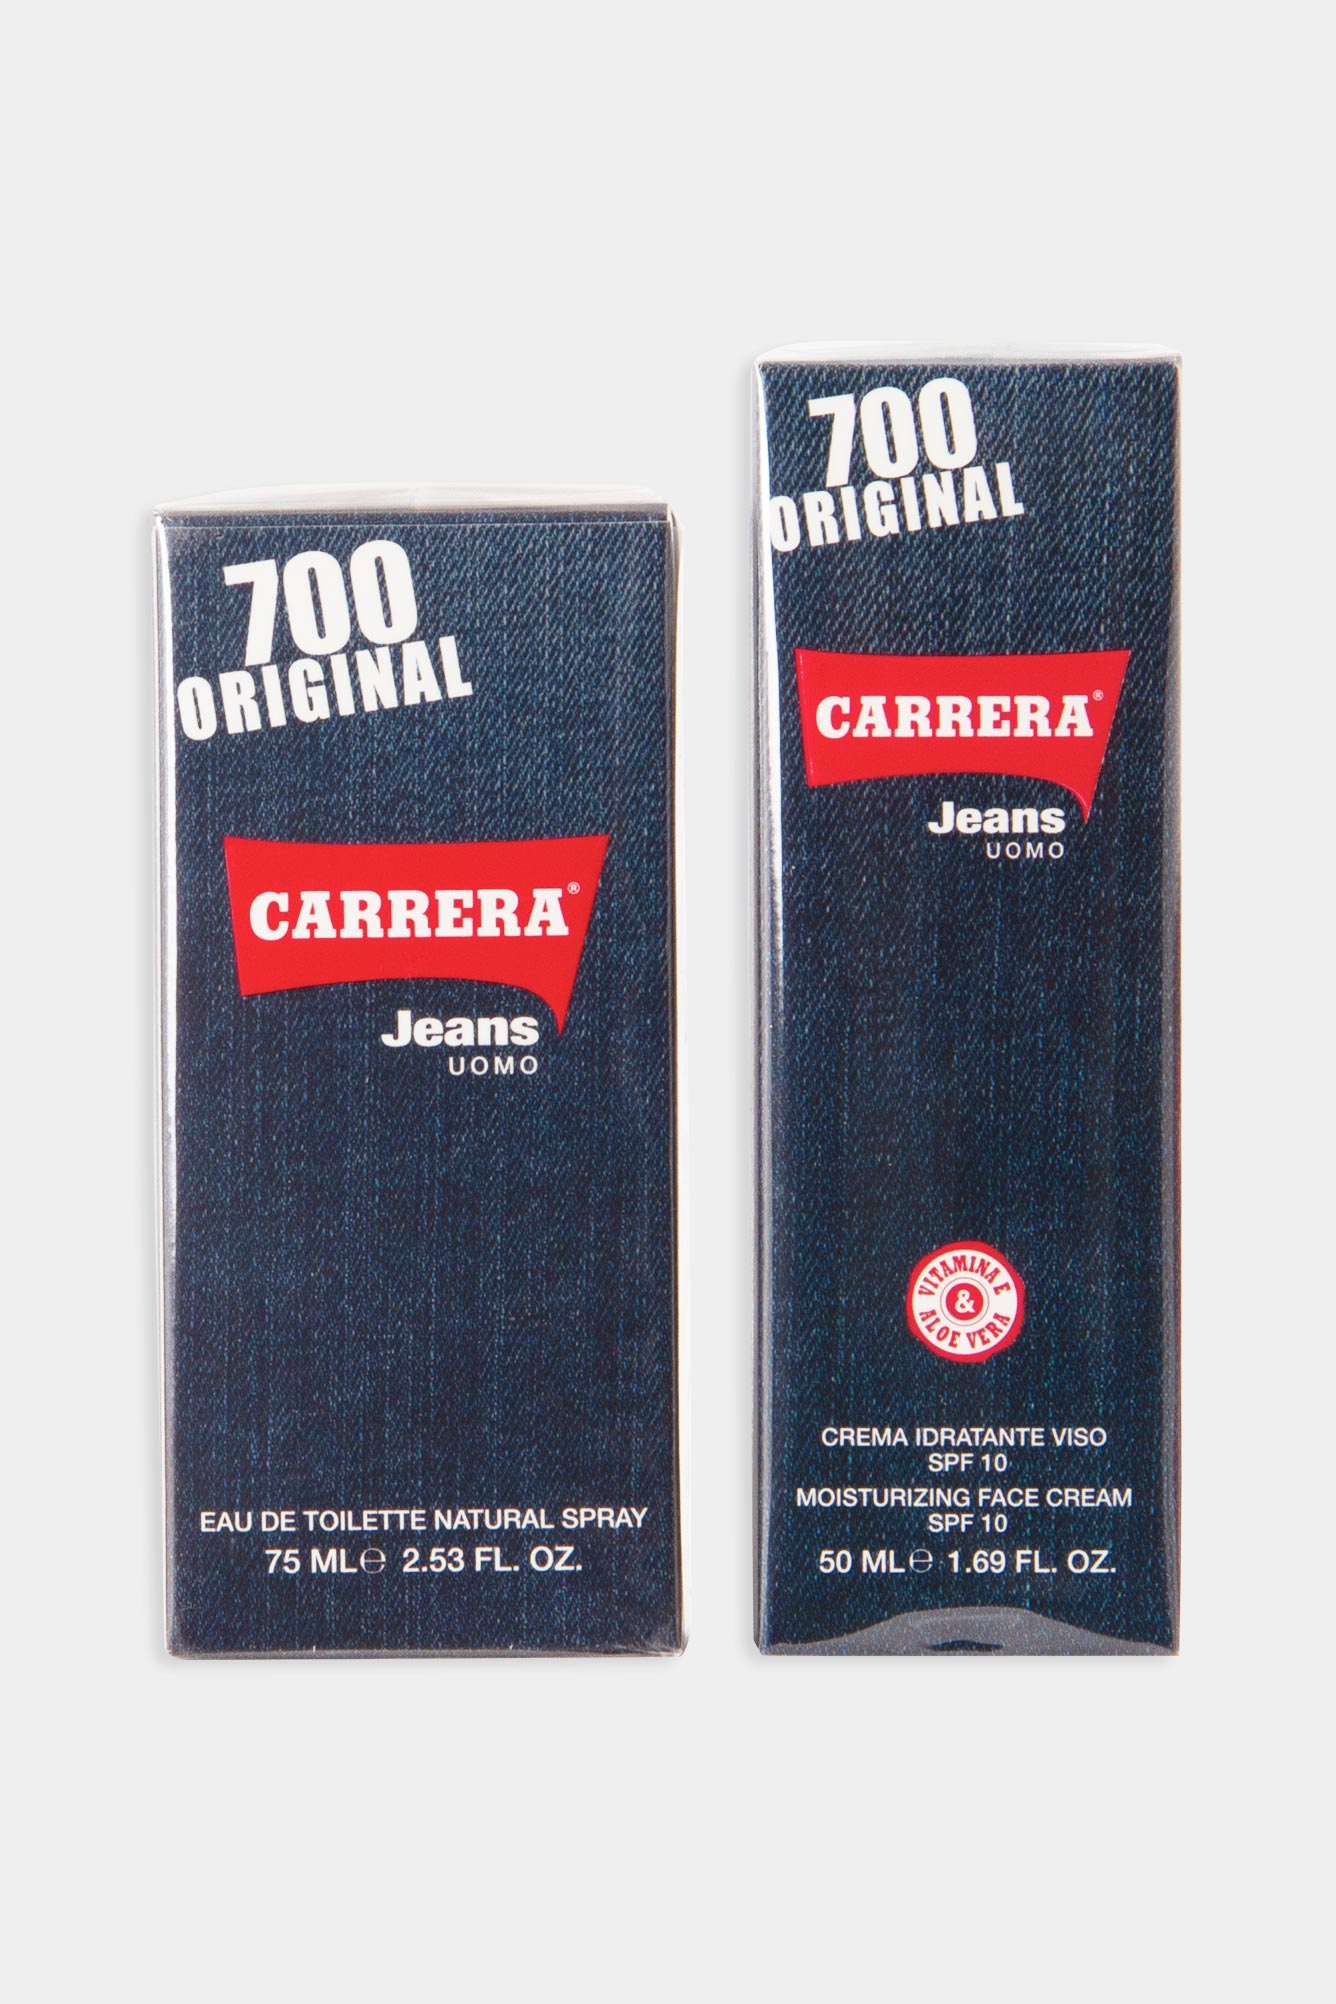 700
ORIGINAL
CARRERA®
Jeans
UOMO
EAU DE TOILETTE NATURAL SPRAY
75 ML℮ 2.53 FL. OZ.
700
ORIGINAL
CARRERA®
Jeans
UOMO
VITAMINA E
&
ALOE VERA
CREMA IDRATANTE VISO
SPF 10
MOISTURIZING FACE CREAM
SPF 10
50 ML℮ 1.69 FL. OZ.